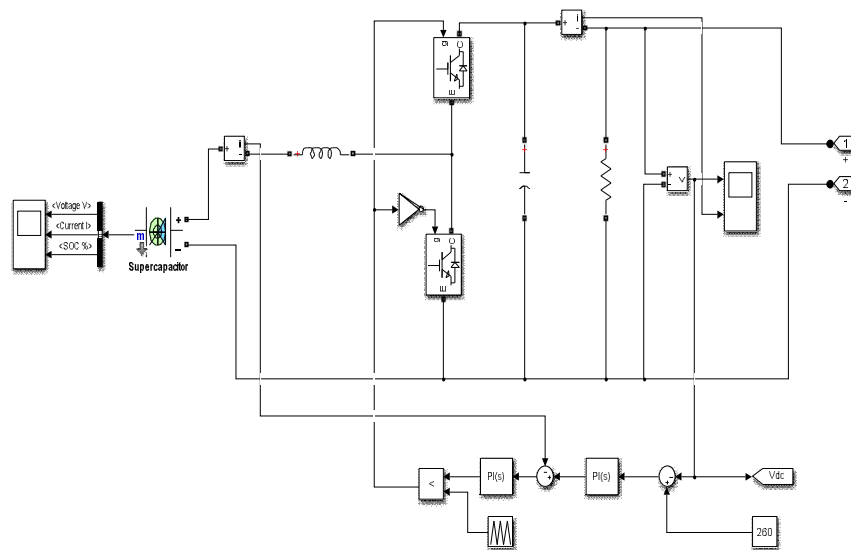 g
C
E
i
+
-
1
+
2
-
i
+
-
+
+
-
v
<Voltage V>
<Current I>
<SOC %>
m
+
-
Supercapacitor
g
C
E
+
+
PI(s)
PI(s)
<
-
+
-
+
Vdc
260